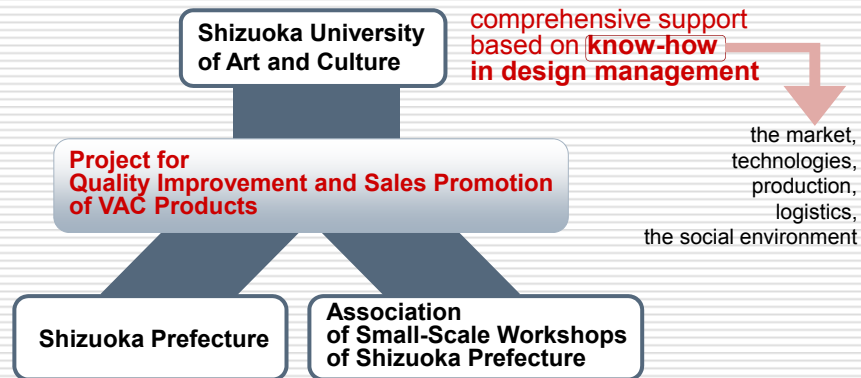 Shizuoka University
of Art and Culture
comprehensive support
based on know-how
in design management
the market,
technologies,
production,
logistics,
the social environment
Project for
Quality Improvement and Sales Promotion
of VAC Products
Shizuoka Prefecture
Association
of Small-Scale Workshops
of Shizuoka Prefecture